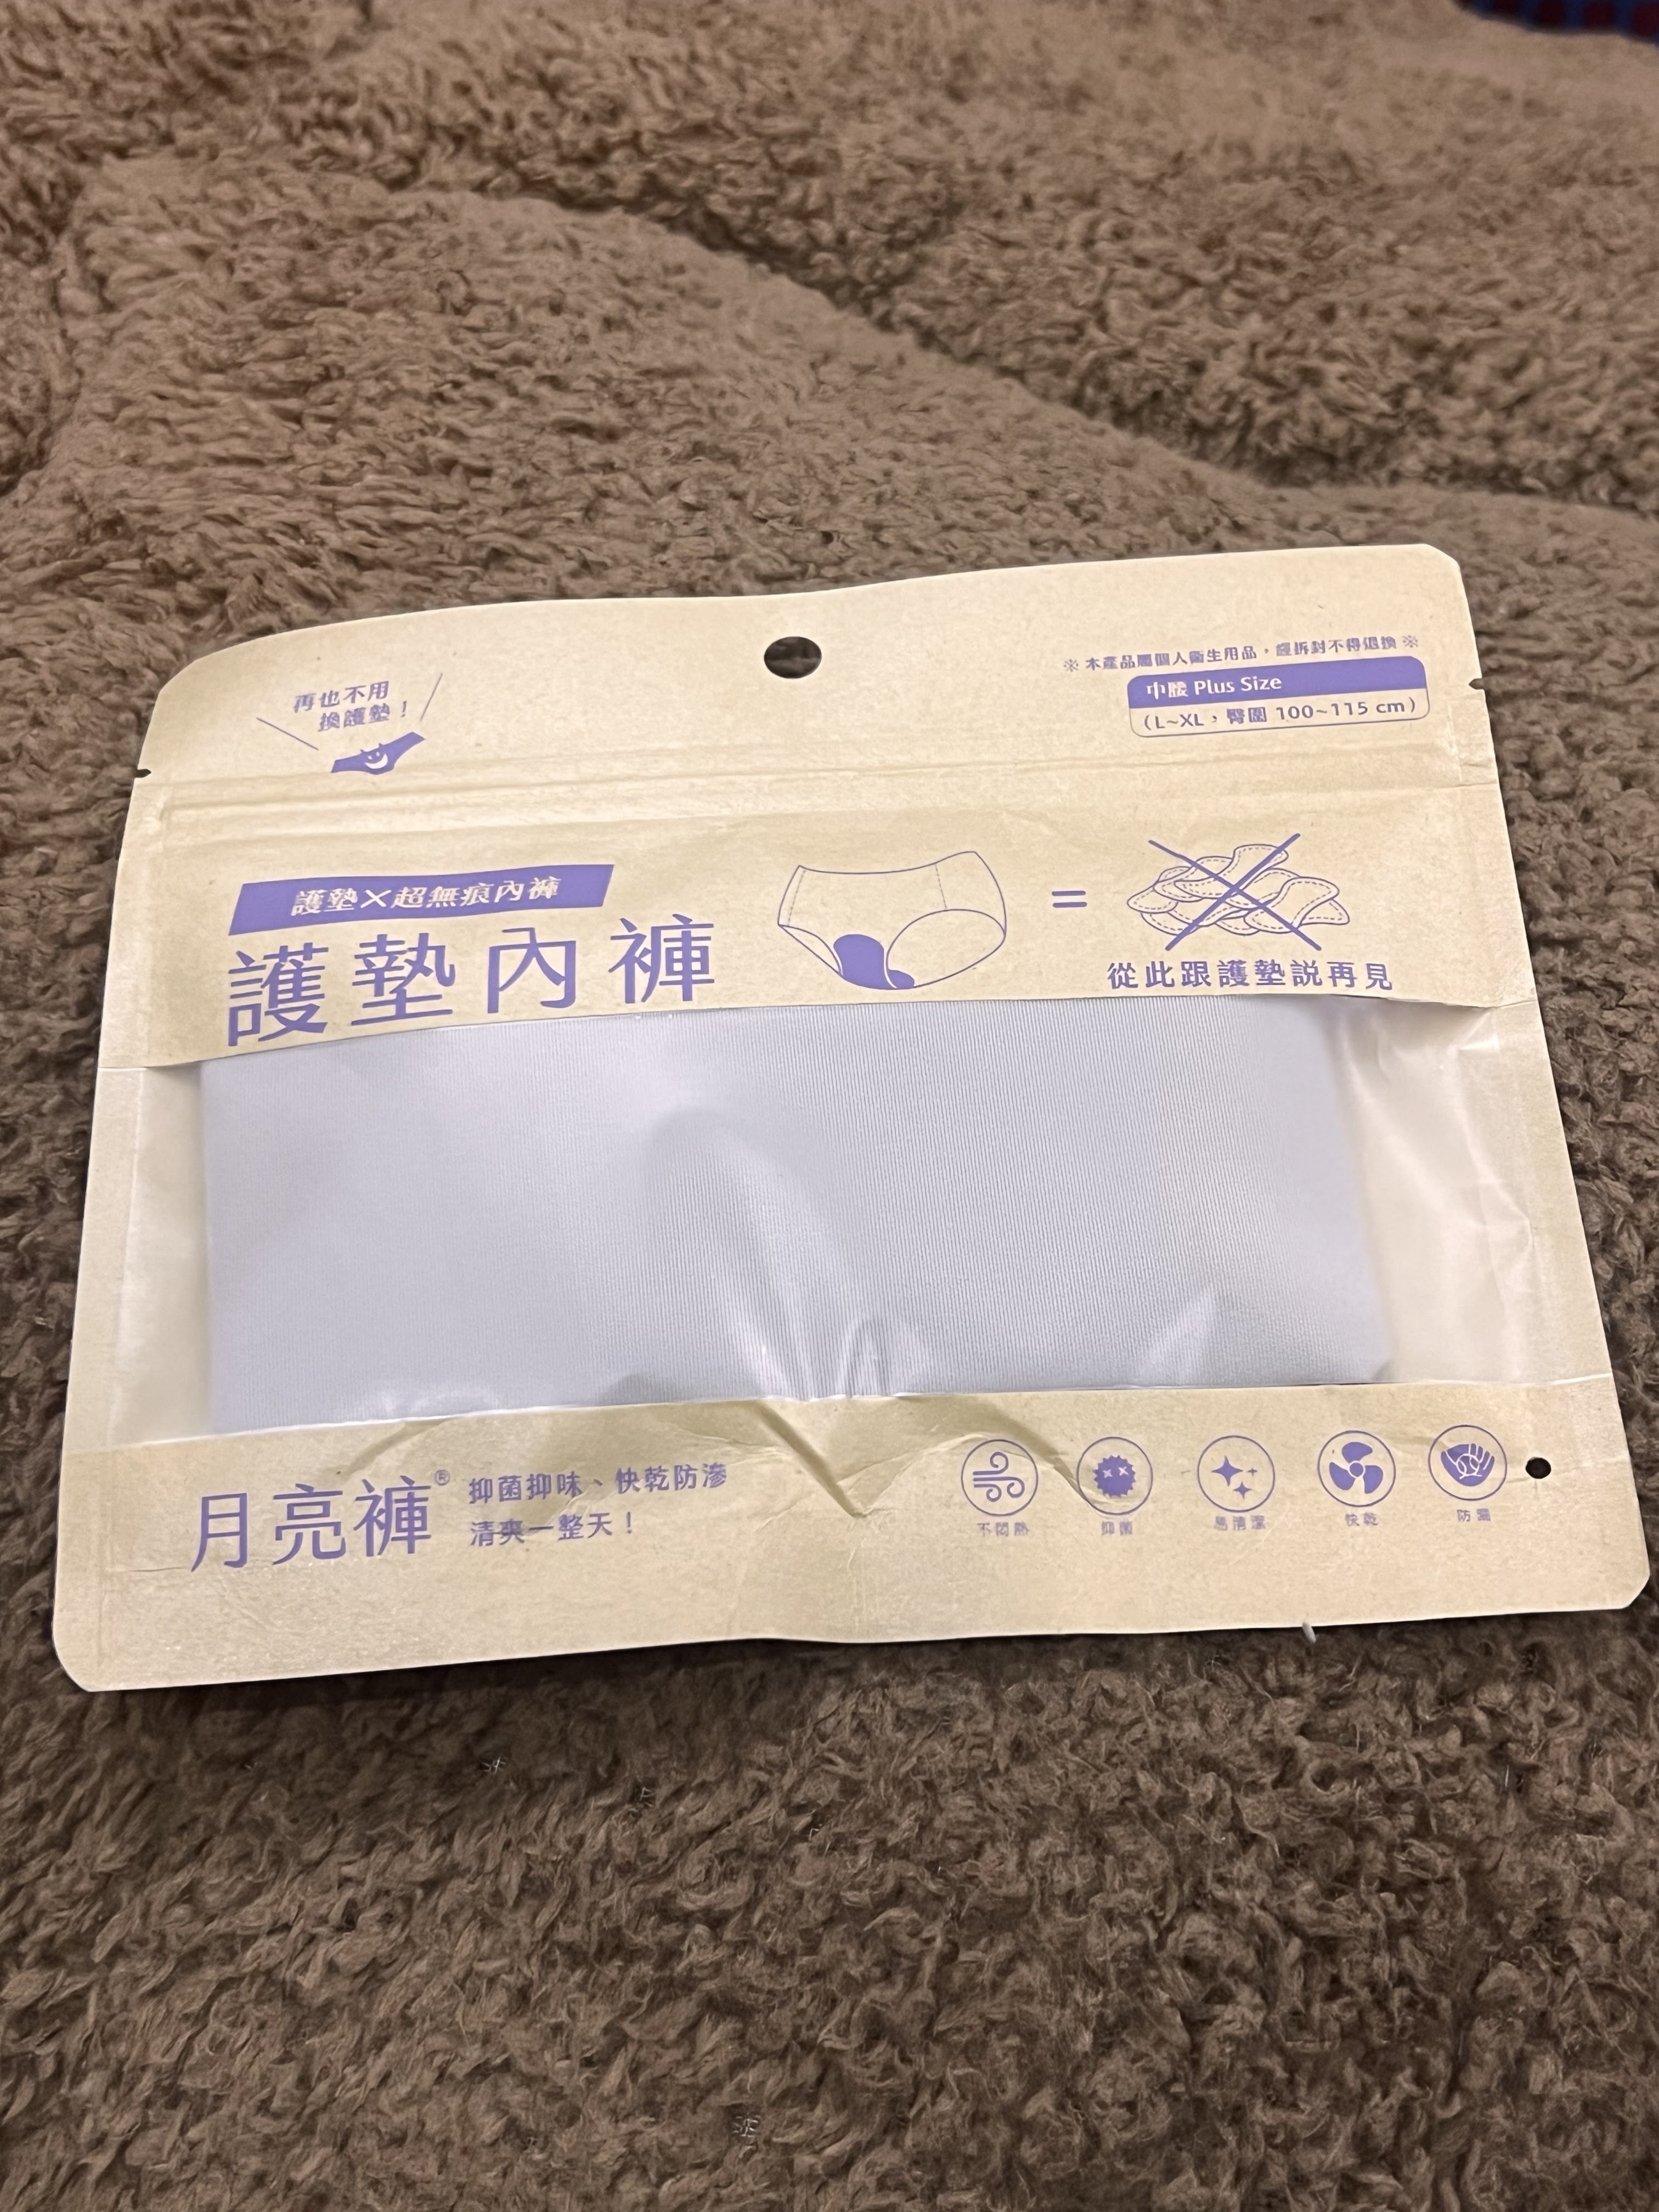 再也不用
換護墊！
※ 本產品屬個人衛生用品，經拆封不得退換 ※
中腰 Plus Size
（L~XL，臀圍 100~115 cm）
護墊×超無痕內褲
護墊內褲
=
從此跟護墊説再見
月亮褲®
抑菌抑味、快乾防滲
清爽一整天！
不悶熱
抑菌
易清潔
快乾
防漏